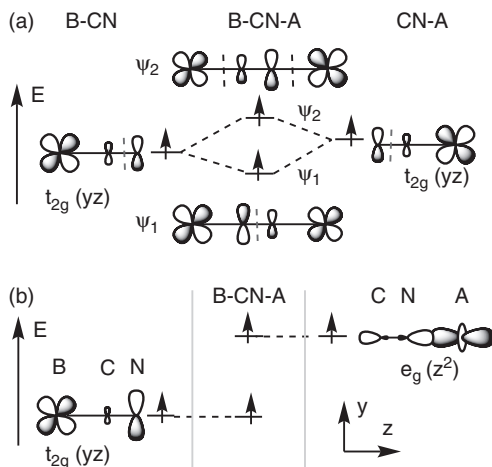 (a) B-CN B-CN-A CN-A
ψ2
E
ψ2
ψ1
t2g (yz) t2g (yz)
ψ1
(b) B-CN-A
E C N A
B C N
eg (z2)
y
t2g (yz) z